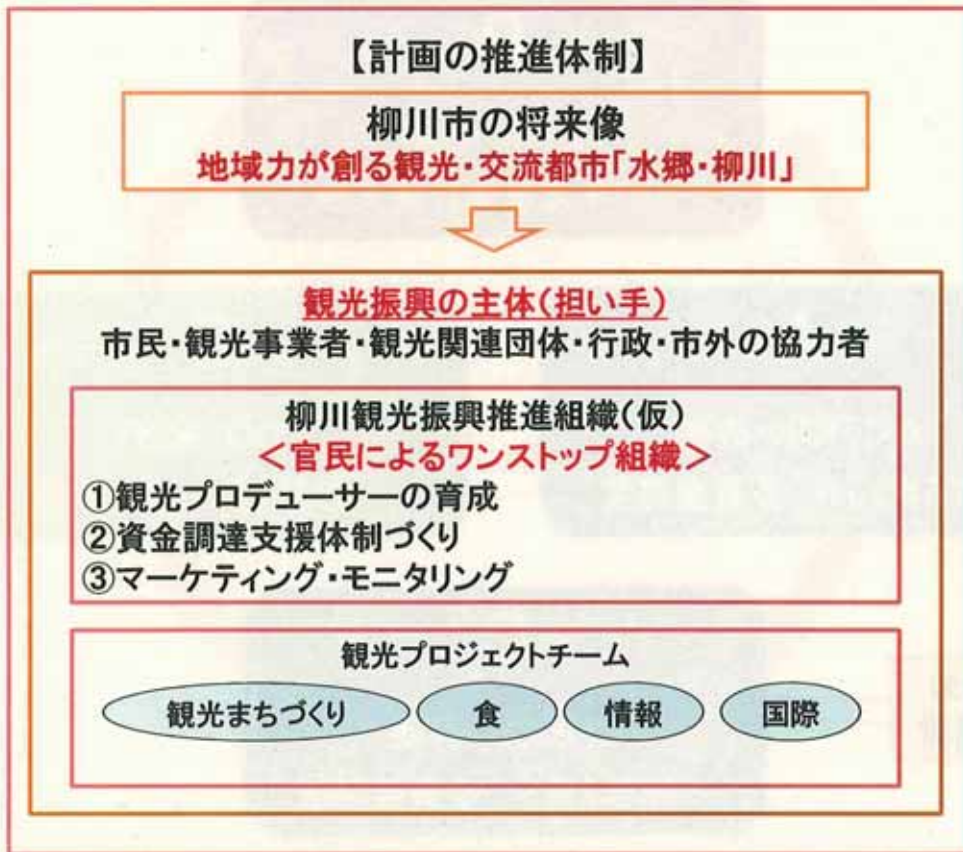 【計画の推進体制】
柳川市の将来像
地域力が創る観光・交流都市「水郷・柳川」
観光振興の主体(担い手)
市民・観光事業者・観光関連団体・行政・市外の協力者
柳川観光振興推進組織(仮)
<官民によるワンストップ組織>
①観光プロデューサーの育成
②資金調達支援体制づくり
③マーケティング・モニタリング
観光プロジェクトチーム
観光まちづくり 食 情報 国際